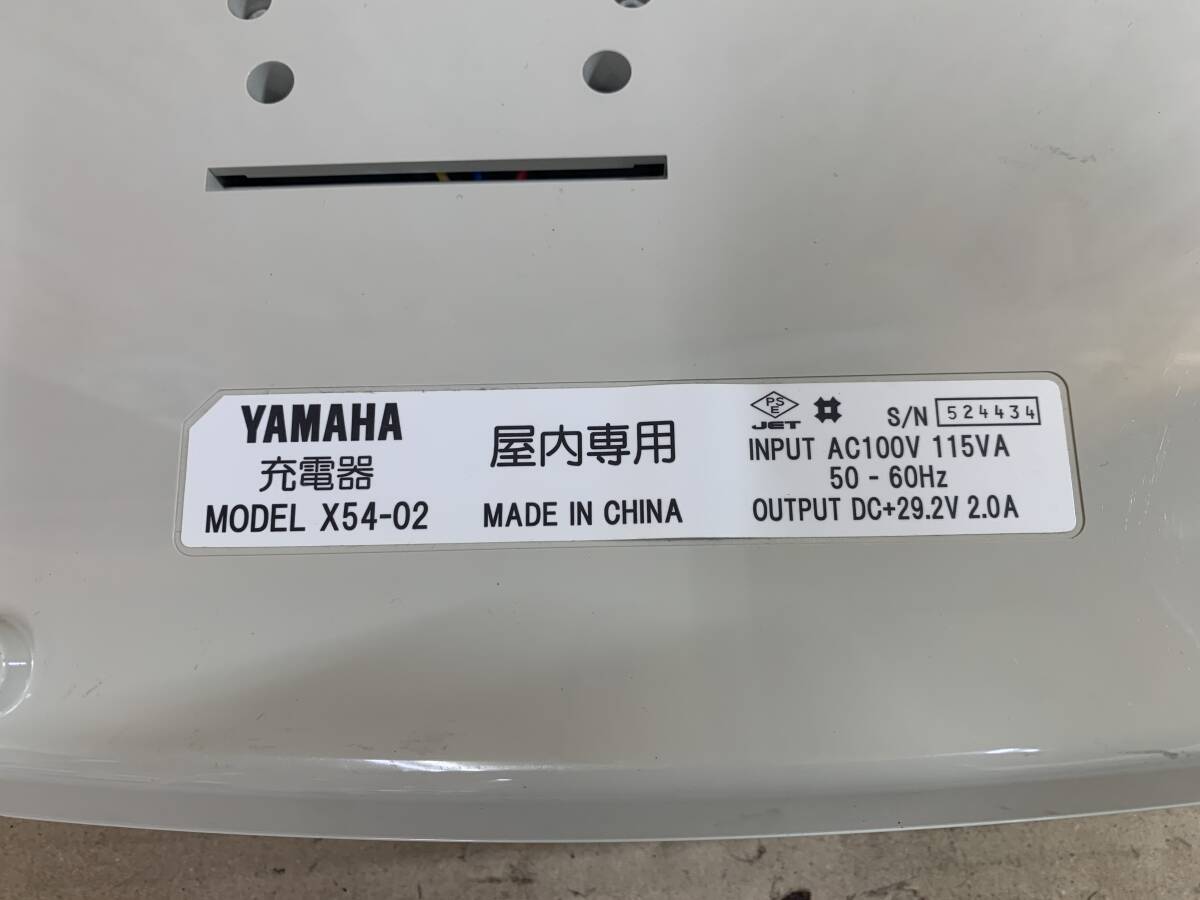 YAMAHA
充電器
MODEL X54-02
屋内専用
MADE IN CHINA
PS
E
JET
S/N 524434
INPUT AC100V 115VA
50 - 60Hz
OUTPUT DC+29.2V 2.0A